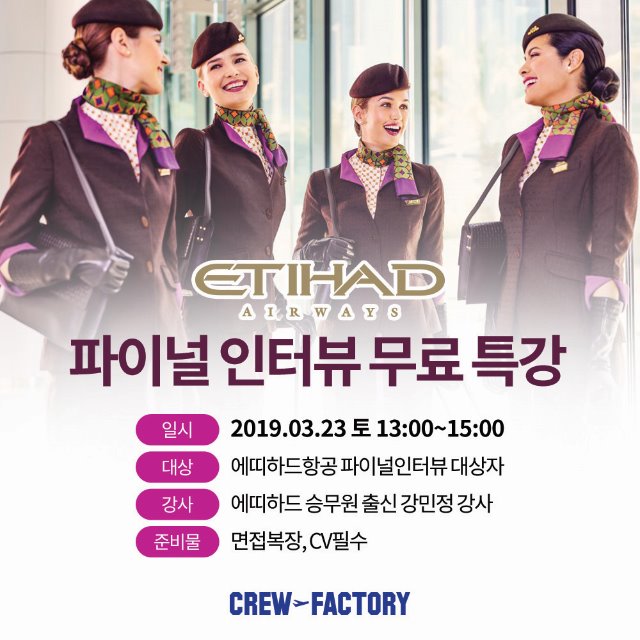 ETIHAD
AIRWAYS
파이널 인터뷰 무료 특강
일시 2019.03.23 토 13:00~15:00
대상 에띠하드항공 파이널인터뷰 대상자
강사 에띠하드 승무원 출신 강민정 강사
준비물 면접복장, CV필수
CREW FACTORY